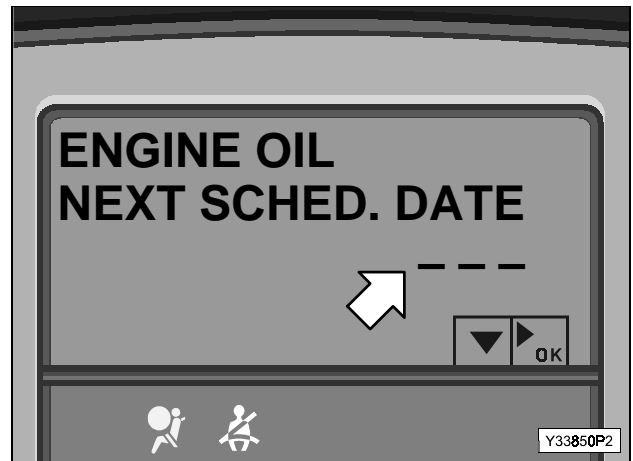 ENGINE OIL
NEXT SCHED. DATE
– – –
OK
Y33850P2